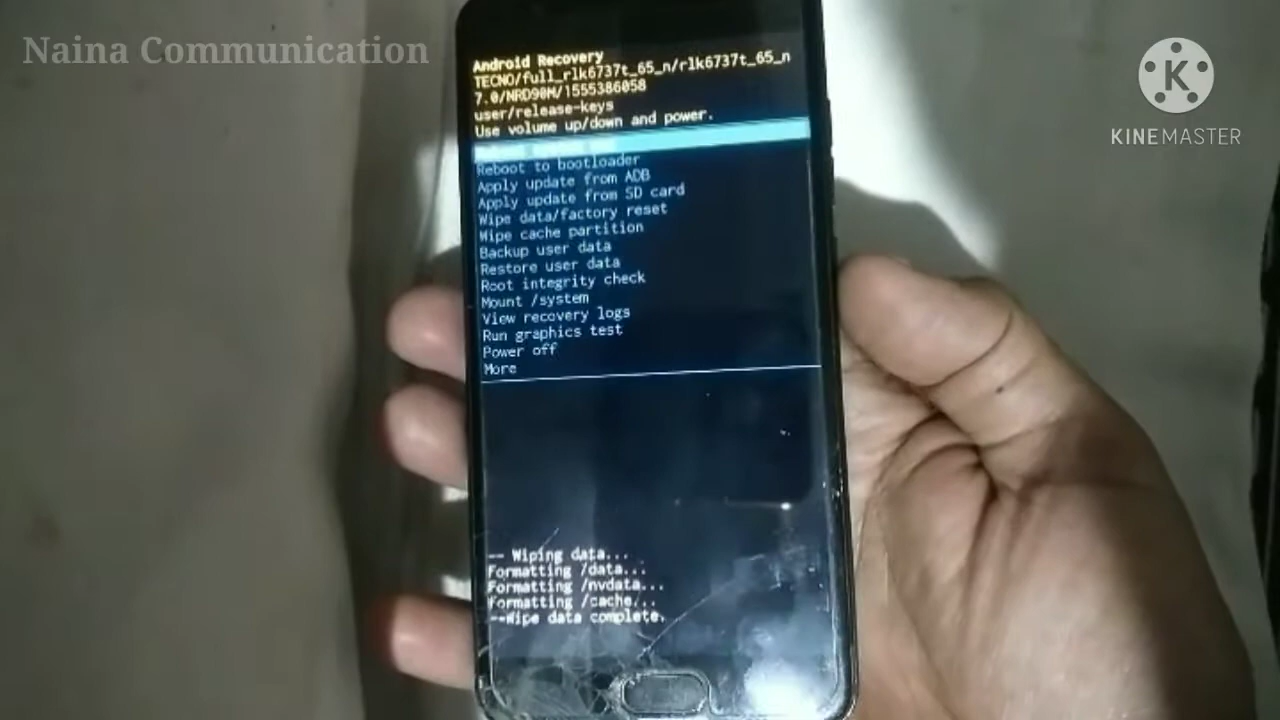 Naina Communication
Android Recovery
TECNO/full_rlk6737t_65_n/rlk6737t_65_n
7.0/NRD90M/1555386058
user/release-keys
Use volume up/down and power.
Reboot to bootloader
Apply update from ADB
Apply update from SD card
Wipe data/factory reset
Wipe cache partition
Backup user data
Restore user data
Root integrity check
Mount /system
View recovery logs
Run graphics test
Power off
More
-- Wiping data...
Formatting /data...
Formatting /nvdata...
Formatting /cache...
--Wipe data complete.
K
KINEMASTER